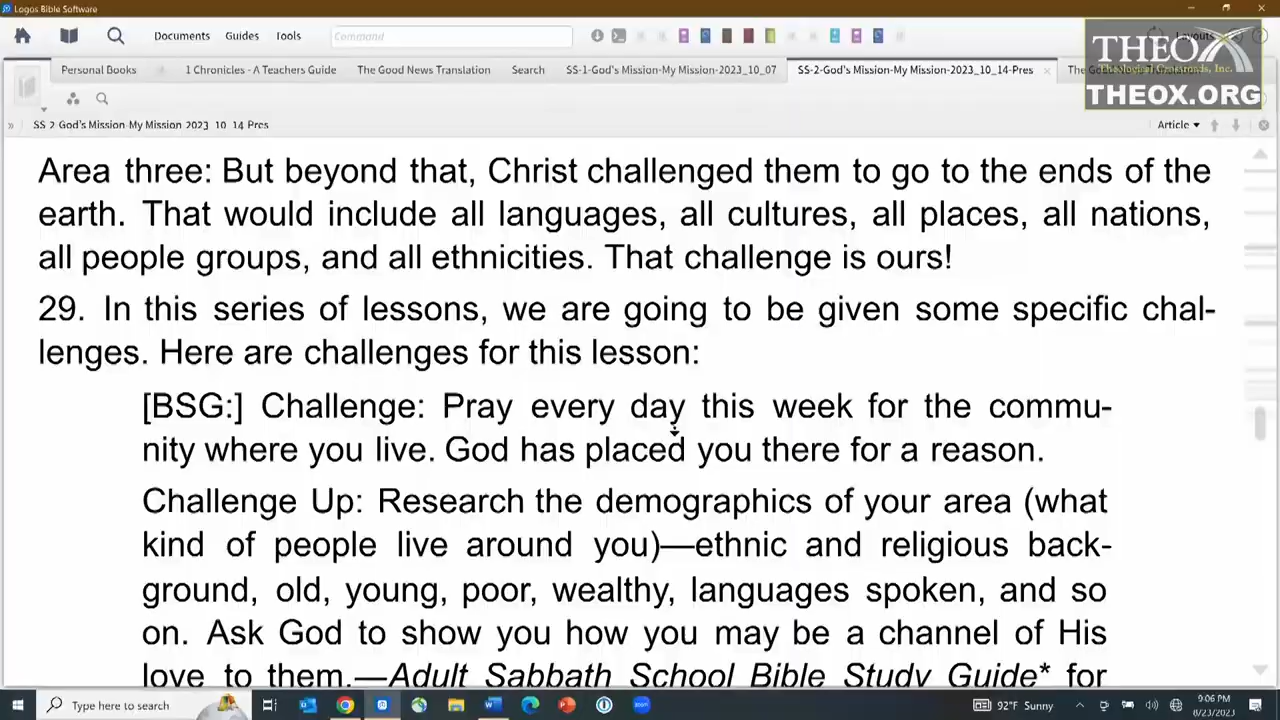 Logos Bible Software
Documents Guides Tools Command Layouts
THEOX
Theological Crossroads, Inc.
THEOX.ORG
Personal Books 1 Chronicles - A Teachers Guide The Good News Search SS-1-God's Mission-My Mission-2023_10_07 SS-2-God's Mission-My Mission-2023_10_14-Pres
SS-2-God's Mission-My Mission-2023_10_14-Pres Article
Area three: But beyond that, Christ challenged them to go to the ends of the
earth. That would include all languages, all cultures, all places, all nations,
all people groups, and all ethnicities. That challenge is ours!
29. In this series of lessons, we are going to be given some specific chal-
lenges. Here are challenges for this lesson:
[BSG:] Challenge: Pray every day this week for the commu-
nity where you live. God has placed you there for a reason.
Challenge Up: Research the demographics of your area (what
kind of people live around you)—ethnic and religious back-
ground, old, young, poor, wealthy, languages spoken, and so
on. Ask God to show you how you may be a channel of His
love to them.—Adult Sabbath School Bible Study Guide* for
Type here to search 92°F Sunny 9:06 PM
8/23/2023